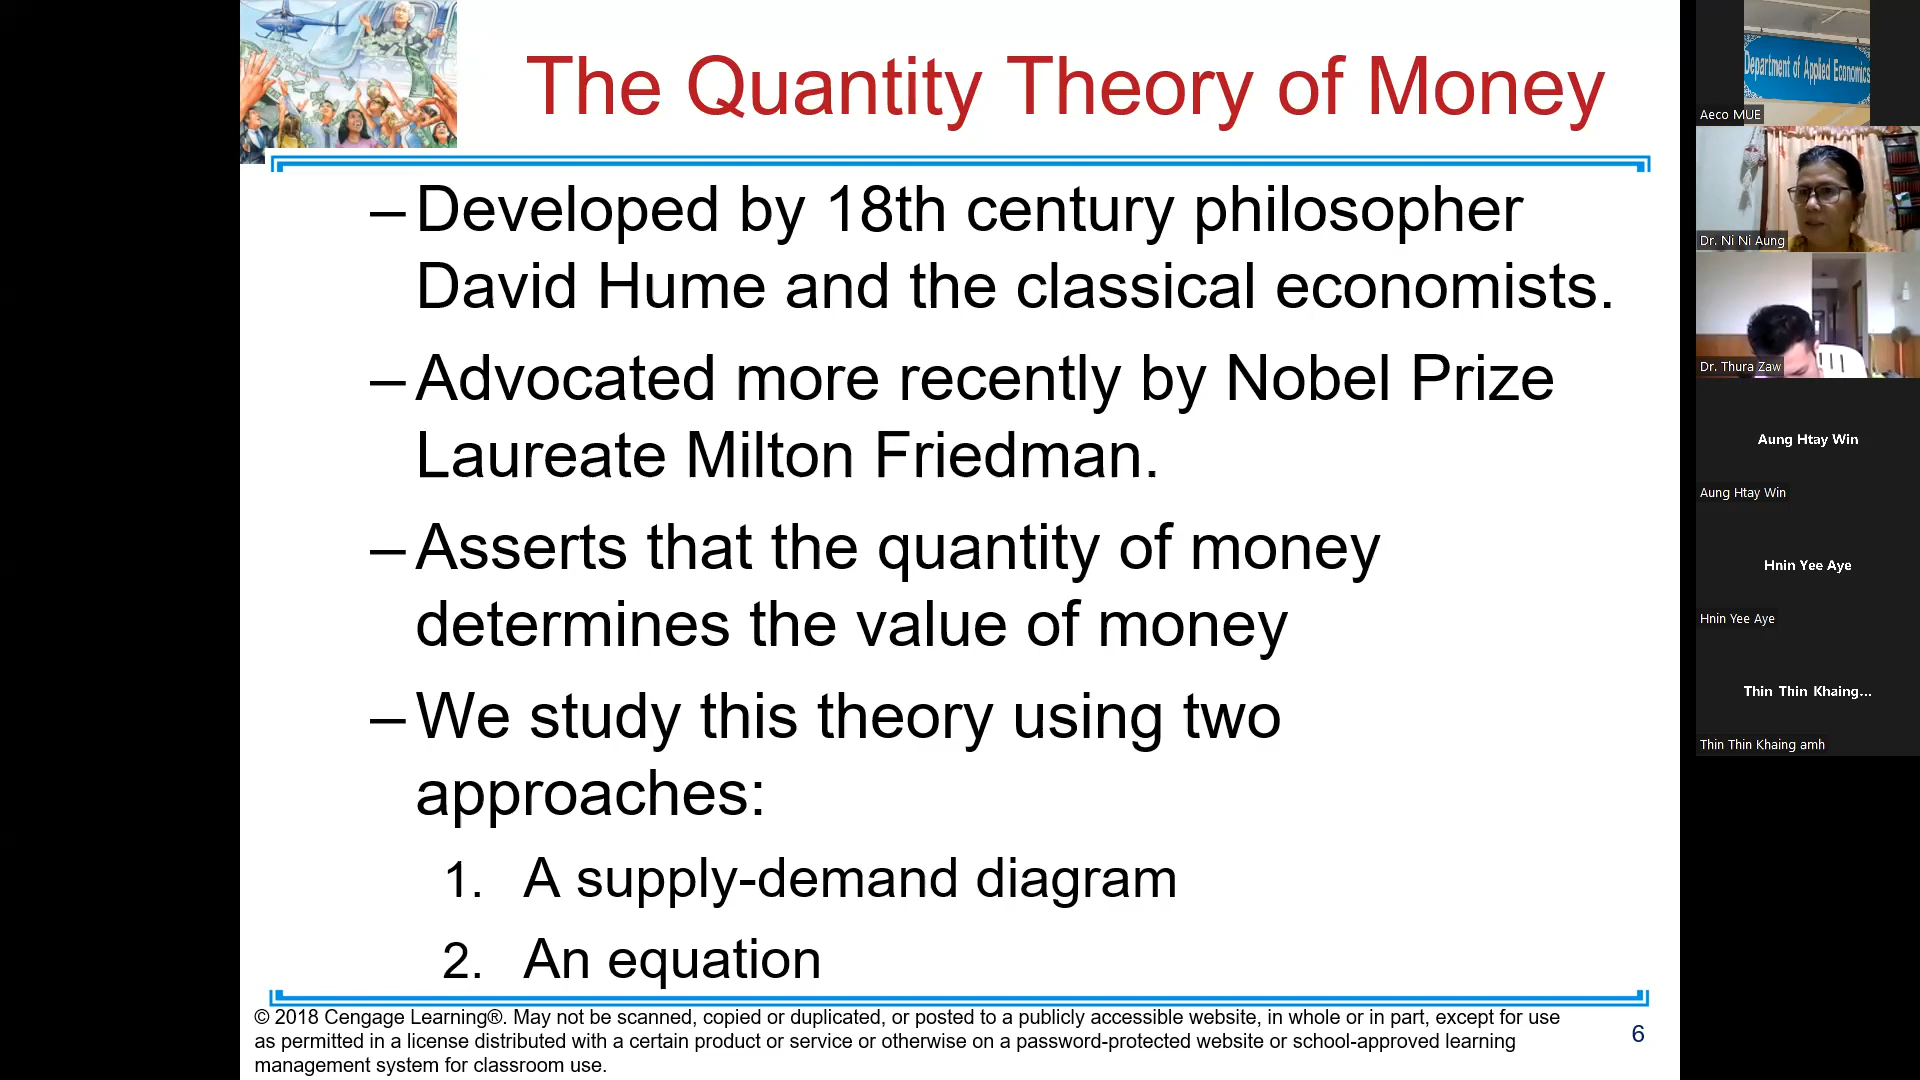 The Quantity Theory of Money
– Developed by 18th century philosopher
David Hume and the classical economists.
– Advocated more recently by Nobel Prize
Laureate Milton Friedman.
– Asserts that the quantity of money
determines the value of money
– We study this theory using two
approaches:
1. A supply-demand diagram
2. An equation
© 2018 Cengage Learning®. May not be scanned, copied or duplicated, or posted to a publicly accessible website, in whole or in part, except for use
as permitted in a license distributed with a certain product or service or otherwise on a password-protected website or school-approved learning
management system for classroom use.
6
Department of Applied Economics
Aeco MUE
Dr. Ni Ni Aung
Dr. Thura Zaw
Aung Htay Win
Aung Htay Win
Hnin Yee Aye
Hnin Yee Aye
Thin Thin Khaing...
Thin Thin Khaing amh